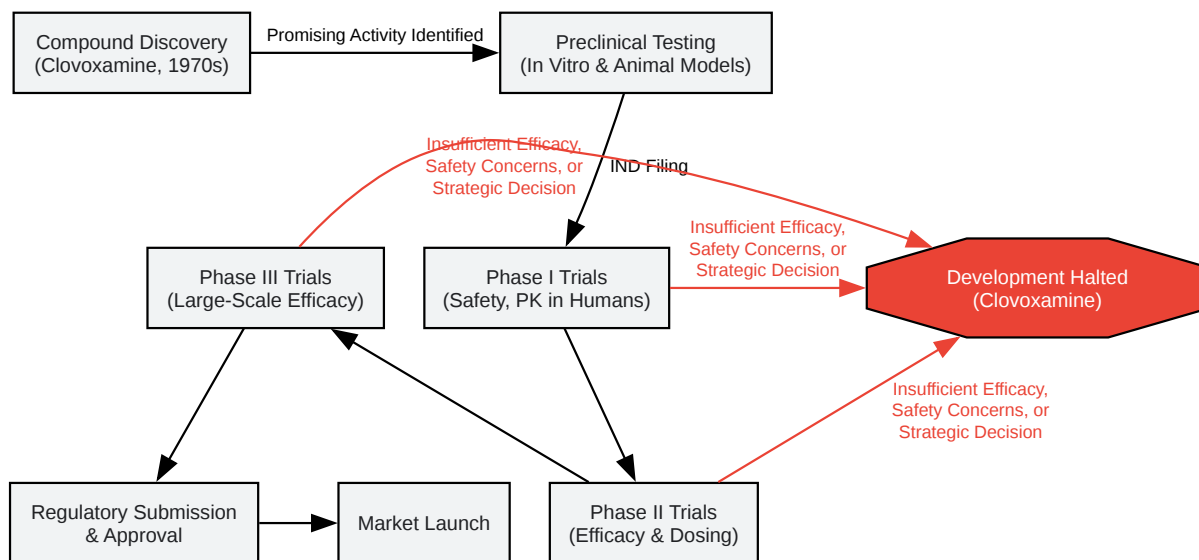 Compound Discovery
(Clovoxamine, 1970s)
Promising Activity Identified
Preclinical Testing
(In Vitro & Animal Models)
Insufficient Efficacy,
Safety Concerns, or
Strategic Decision
IND Filing
Insufficient Efficacy,
Safety Concerns, or
Strategic Decision
Phase III Trials
(Large-Scale Efficacy)
Phase I Trials
(Safety, PK in Humans)
Development Halted
(Clovoxamine)
Insufficient Efficacy,
Safety Concerns, or
Strategic Decision
Regulatory Submission
& Approval
Market Launch
Phase II Trials
(Efficacy & Dosing)